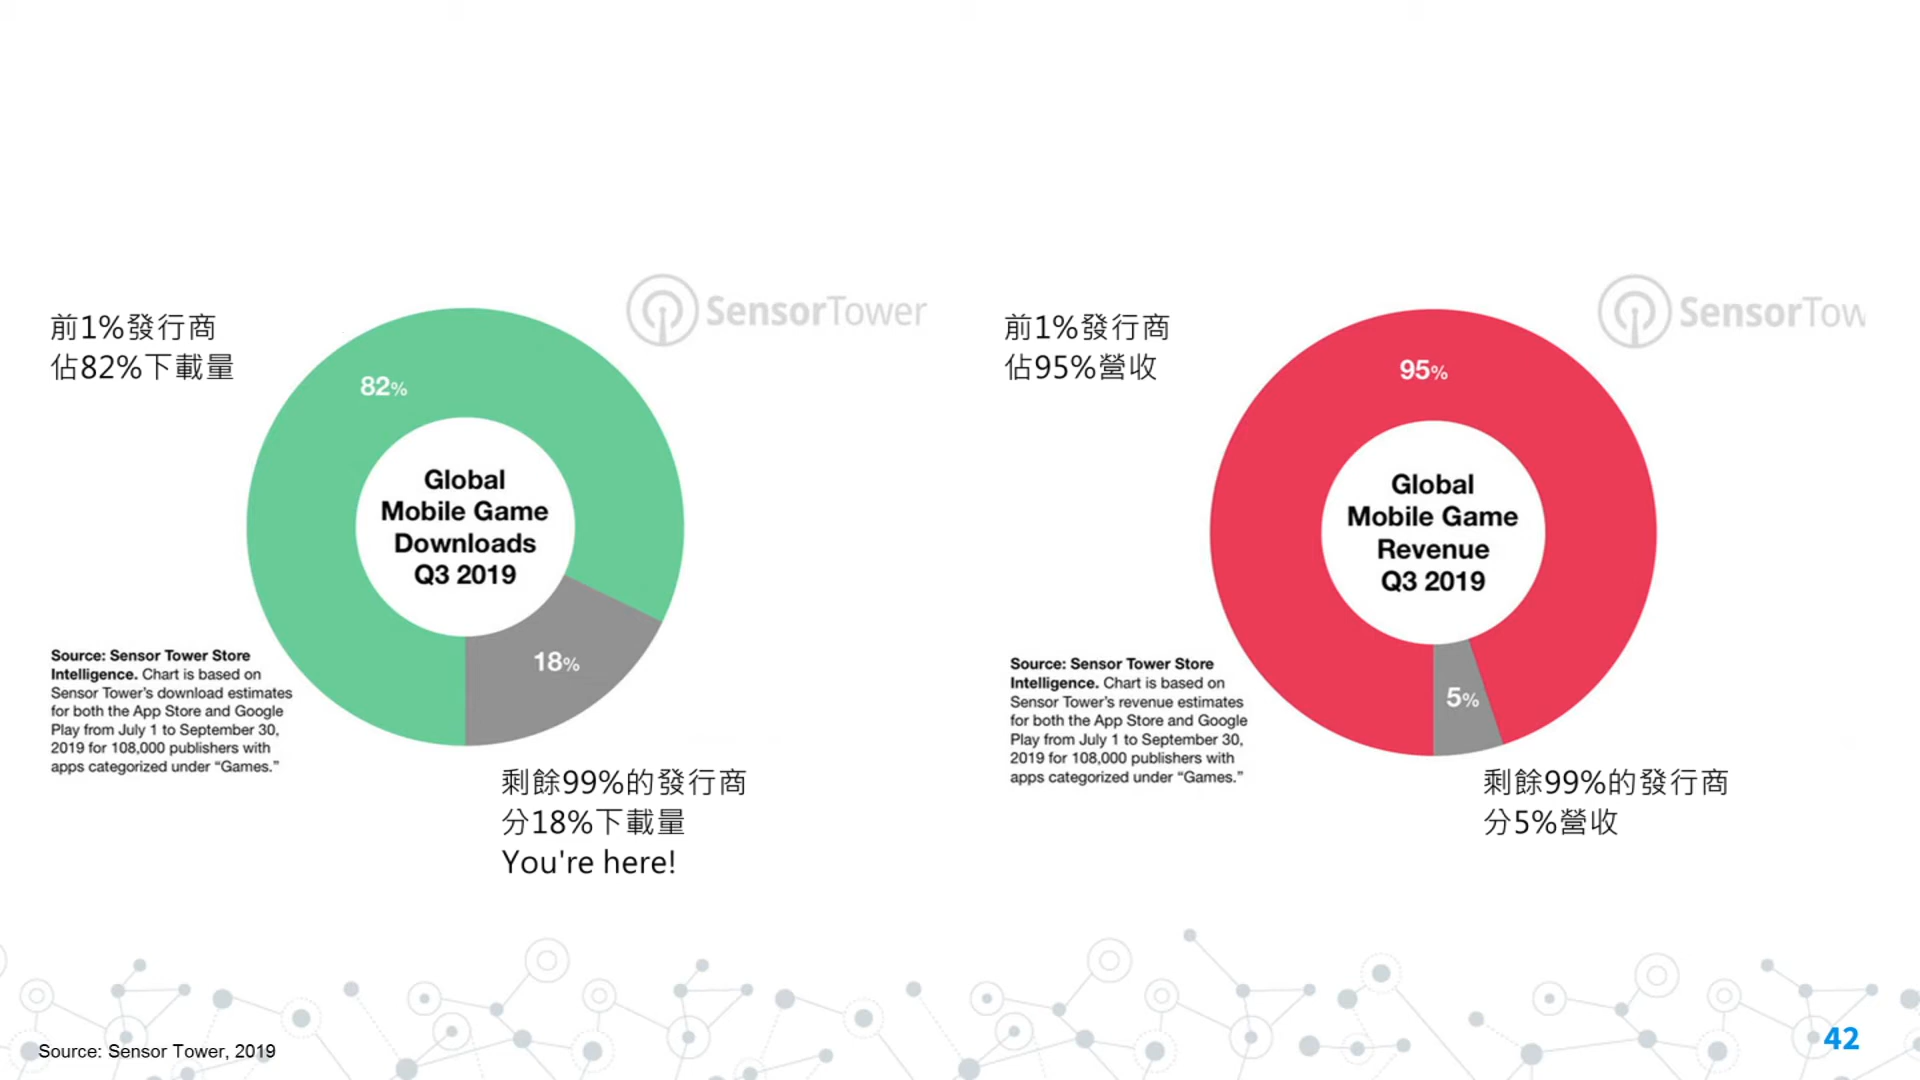 前1%發行商
佔82%下載量
82%
SensorTower
Global
Mobile Game
Downloads
Q3 2019
18%
Source: Sensor Tower Store
Intelligence. Chart is based on
Sensor Tower's download estimates
for both the App Store and Google
Play from July 1 to September 30,
2019 for 108,000 publishers with
apps categorized under “Games.”
剩餘99%的發行商
分18%下載量
You're here!
前1%發行商
佔95%營收
95%
SensorTow
Global
Mobile Game
Revenue
Q3 2019
5%
Source: Sensor Tower Store
Intelligence. Chart is based on
Sensor Tower's revenue estimates
for both the App Store and Google
Play from July 1 to September 30,
2019 for 108,000 publishers with
apps categorized under “Games.”
剩餘99%的發行商
分5%營收
Source: Sensor Tower, 2019
42